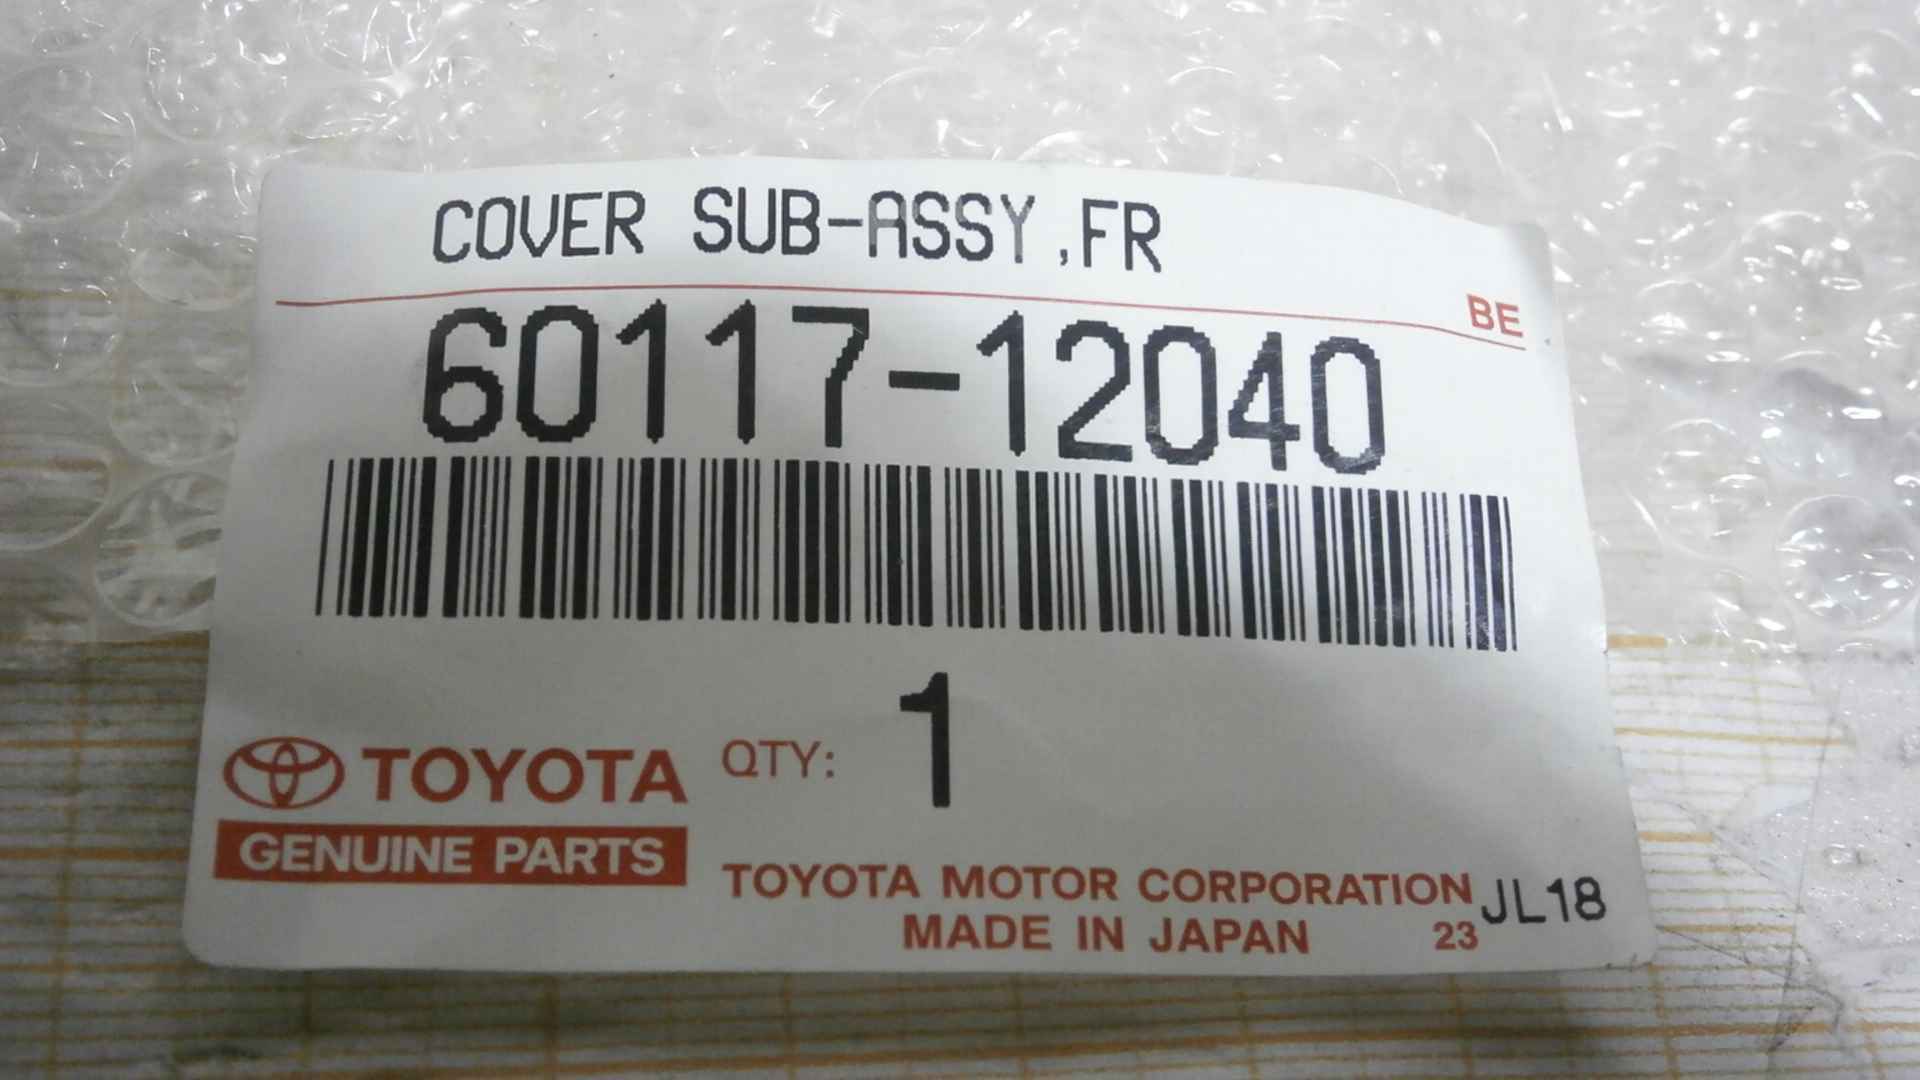 COVER SUB-ASSY,FR
BE
60117-12040
1
TOYOTA QTY:
GENUINE PARTS
TOYOTA MOTOR CORPORATION JL18
MADE IN JAPAN 23